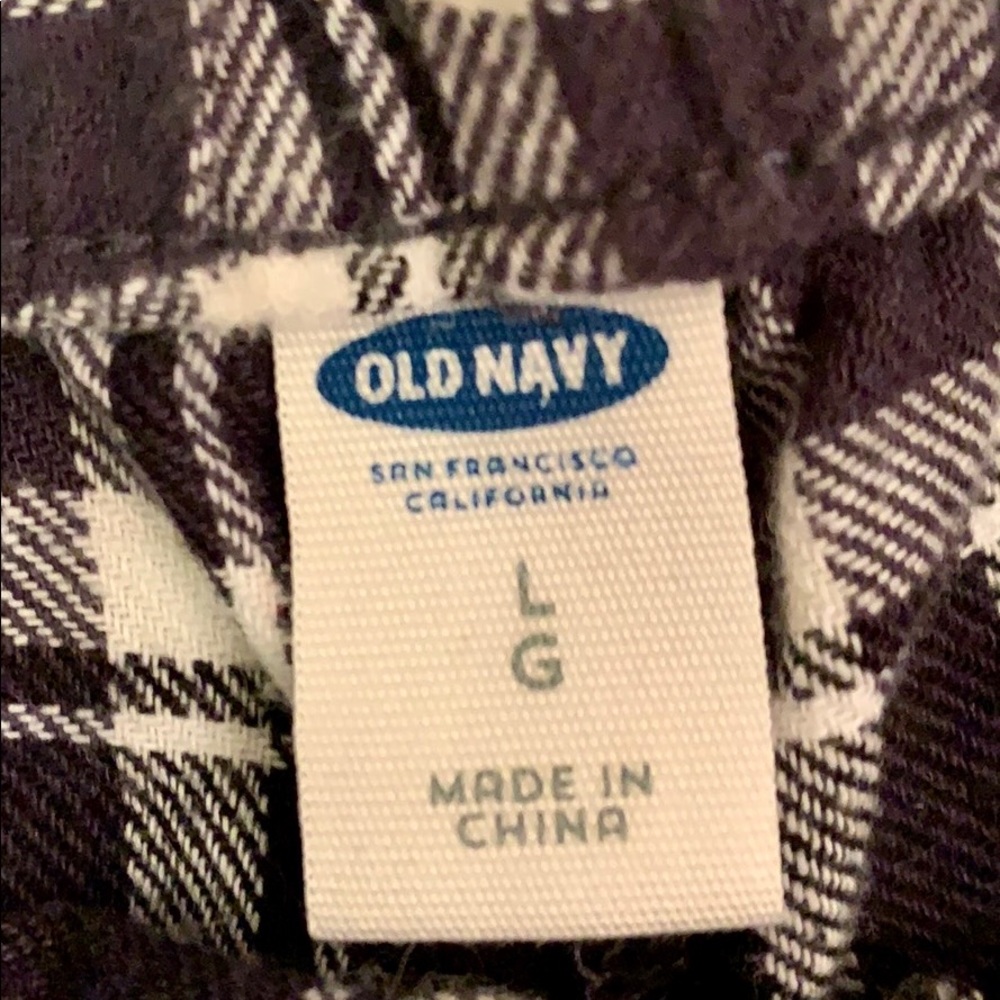 OLD NAVY
SAN FRANCISCO
CALIFORNIA
L
G
MADE IN
CHINA